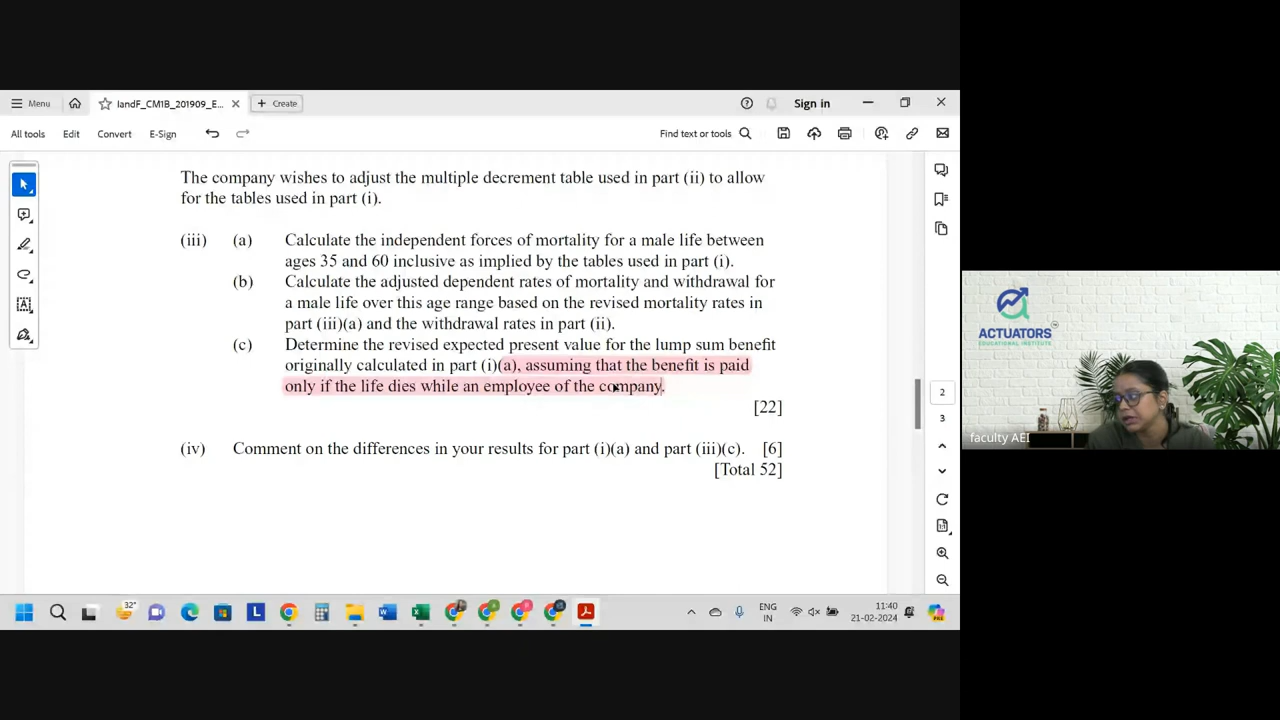 Menu
IandF_CM1B_201909_E...
Create
Sign in
All tools
Edit
Convert
E-Sign
Find text or tools
The company wishes to adjust the multiple decrement table used in part (ii) to allow
for the tables used in part (i).
(iii) (a) Calculate the independent forces of mortality for a male life between
ages 35 and 60 inclusive as implied by the tables used in part (i).
(b) Calculate the adjusted dependent rates of mortality and withdrawal for
a male life over this age range based on the revised mortality rates in
part (iii)(a) and the withdrawal rates in part (ii).
(c) Determine the revised expected present value for the lump sum benefit
originally calculated in part (i)(a), assuming that the benefit is paid
only if the life dies while an employee of the company.
[22]
(iv) Comment on the differences in your results for part (i)(a) and part (iii)(c). [6]
[Total 52]
2
3
ACTUATORS
EDUCATIONAL INSTITUTE
faculty AEI
32°
L
ENG
IN
11:40
21-02-2024